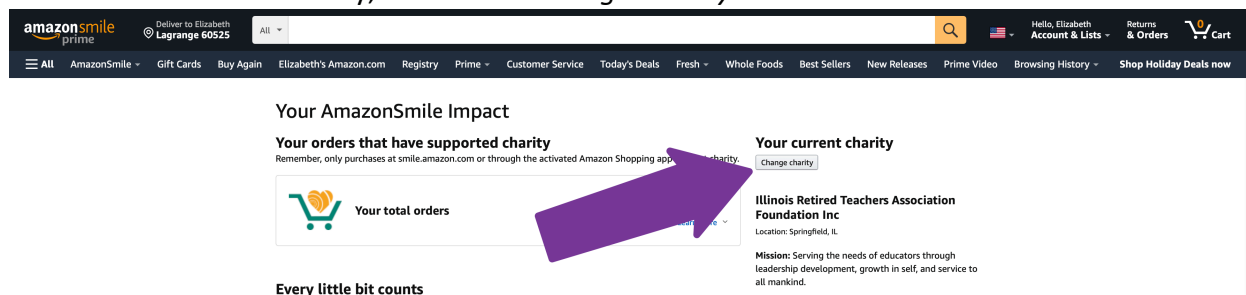 amazonsmile
prime
Deliver to Elizabeth
Lagrange 60525
All
Hello, Elizabeth
Account & Lists
Returns
& Orders
0
Cart
All
AmazonSmile
Gift Cards
Buy Again
Elizabeth's Amazon.com
Registry
Prime
Customer Service
Today's Deals
Fresh
Whole Foods
Best Sellers
New Releases
Prime Video
Browsing History
Shop Holiday Deals now
Your AmazonSmile Impact
Your orders that have supported charity
Remember, only purchases at smile.amazon.com or through the activated Amazon Shopping app
charity.
Your total orders
Your current charity
Change charity
Illinois Retired Teachers Association
Foundation Inc
Location: Springfield, IL
Mission: Serving the needs of educators through
leadership development, growth in self, and service to
all mankind.
Every little bit counts